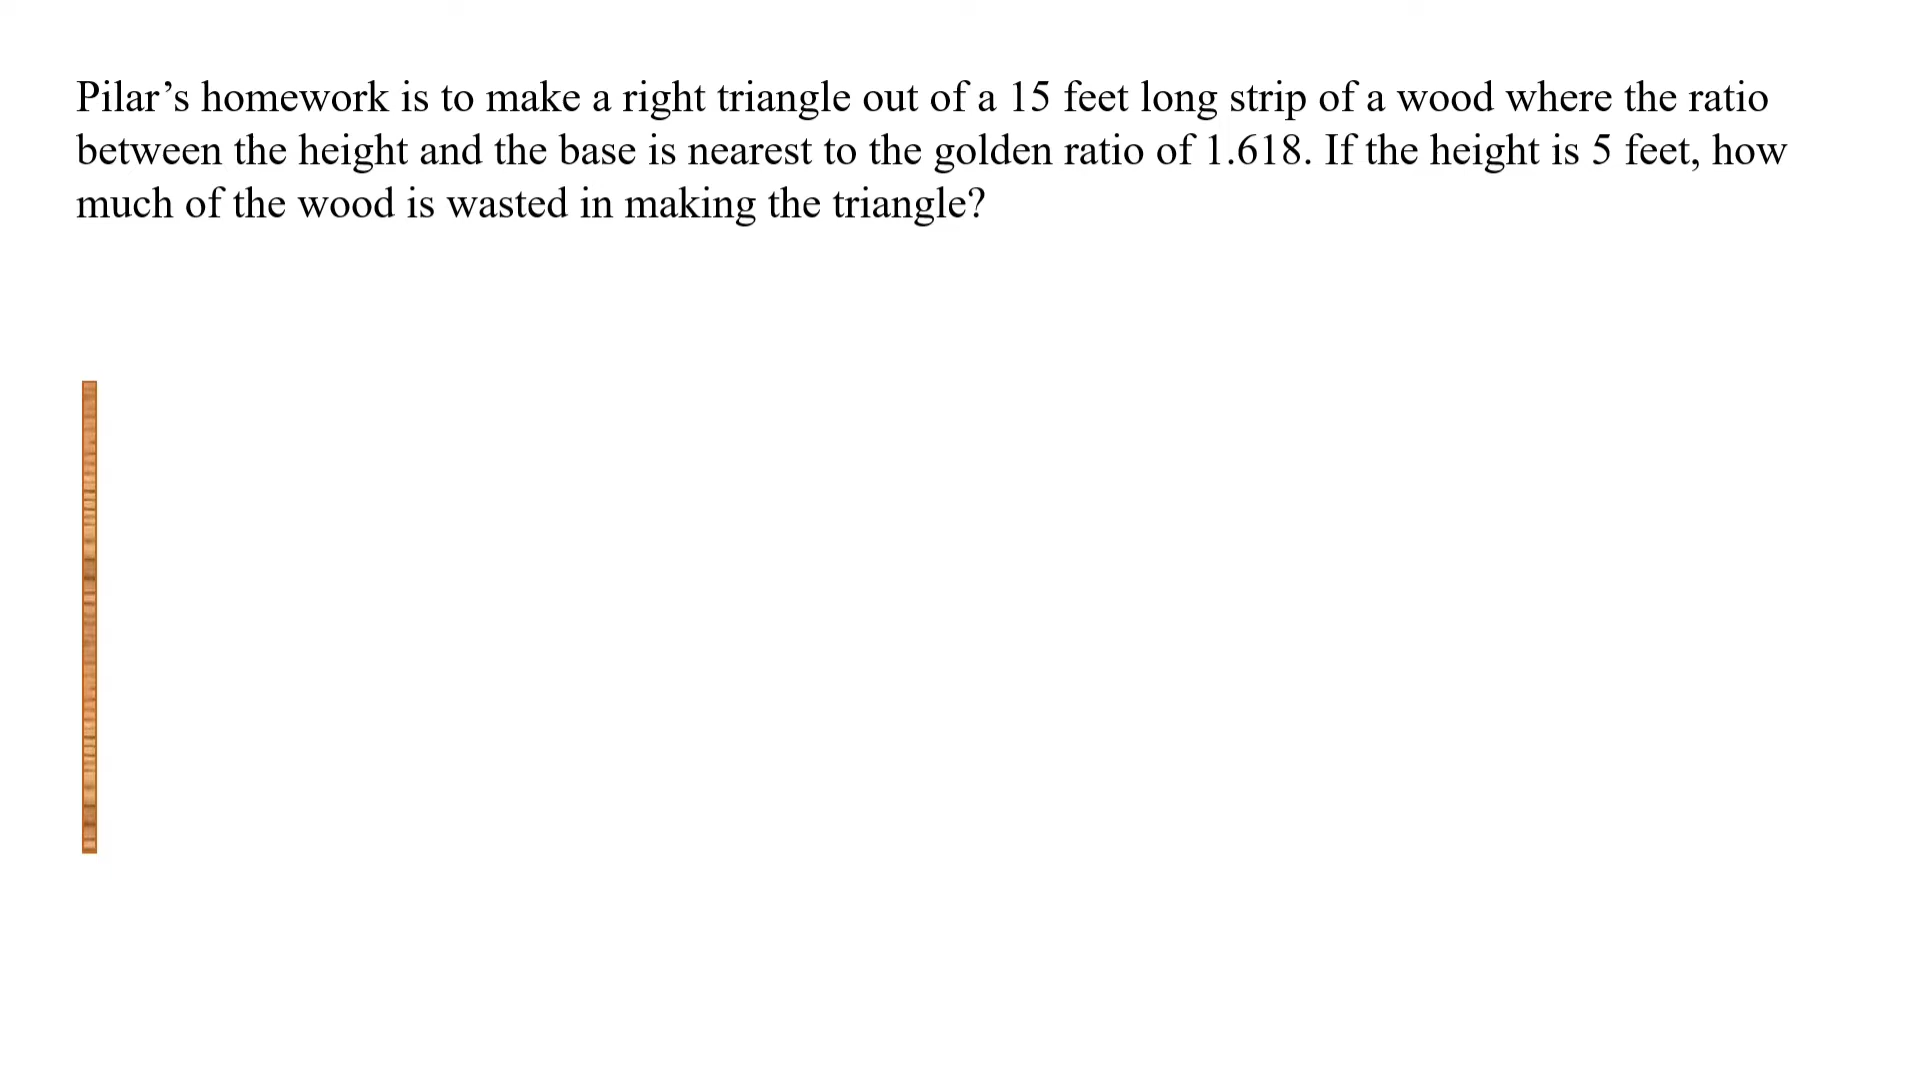 Pilar’s homework is to make a right triangle out of a 15 feet long strip of a wood where the ratio
between the height and the base is nearest to the golden ratio of 1.618. If the height is 5 feet, how
much of the wood is wasted in making the triangle?